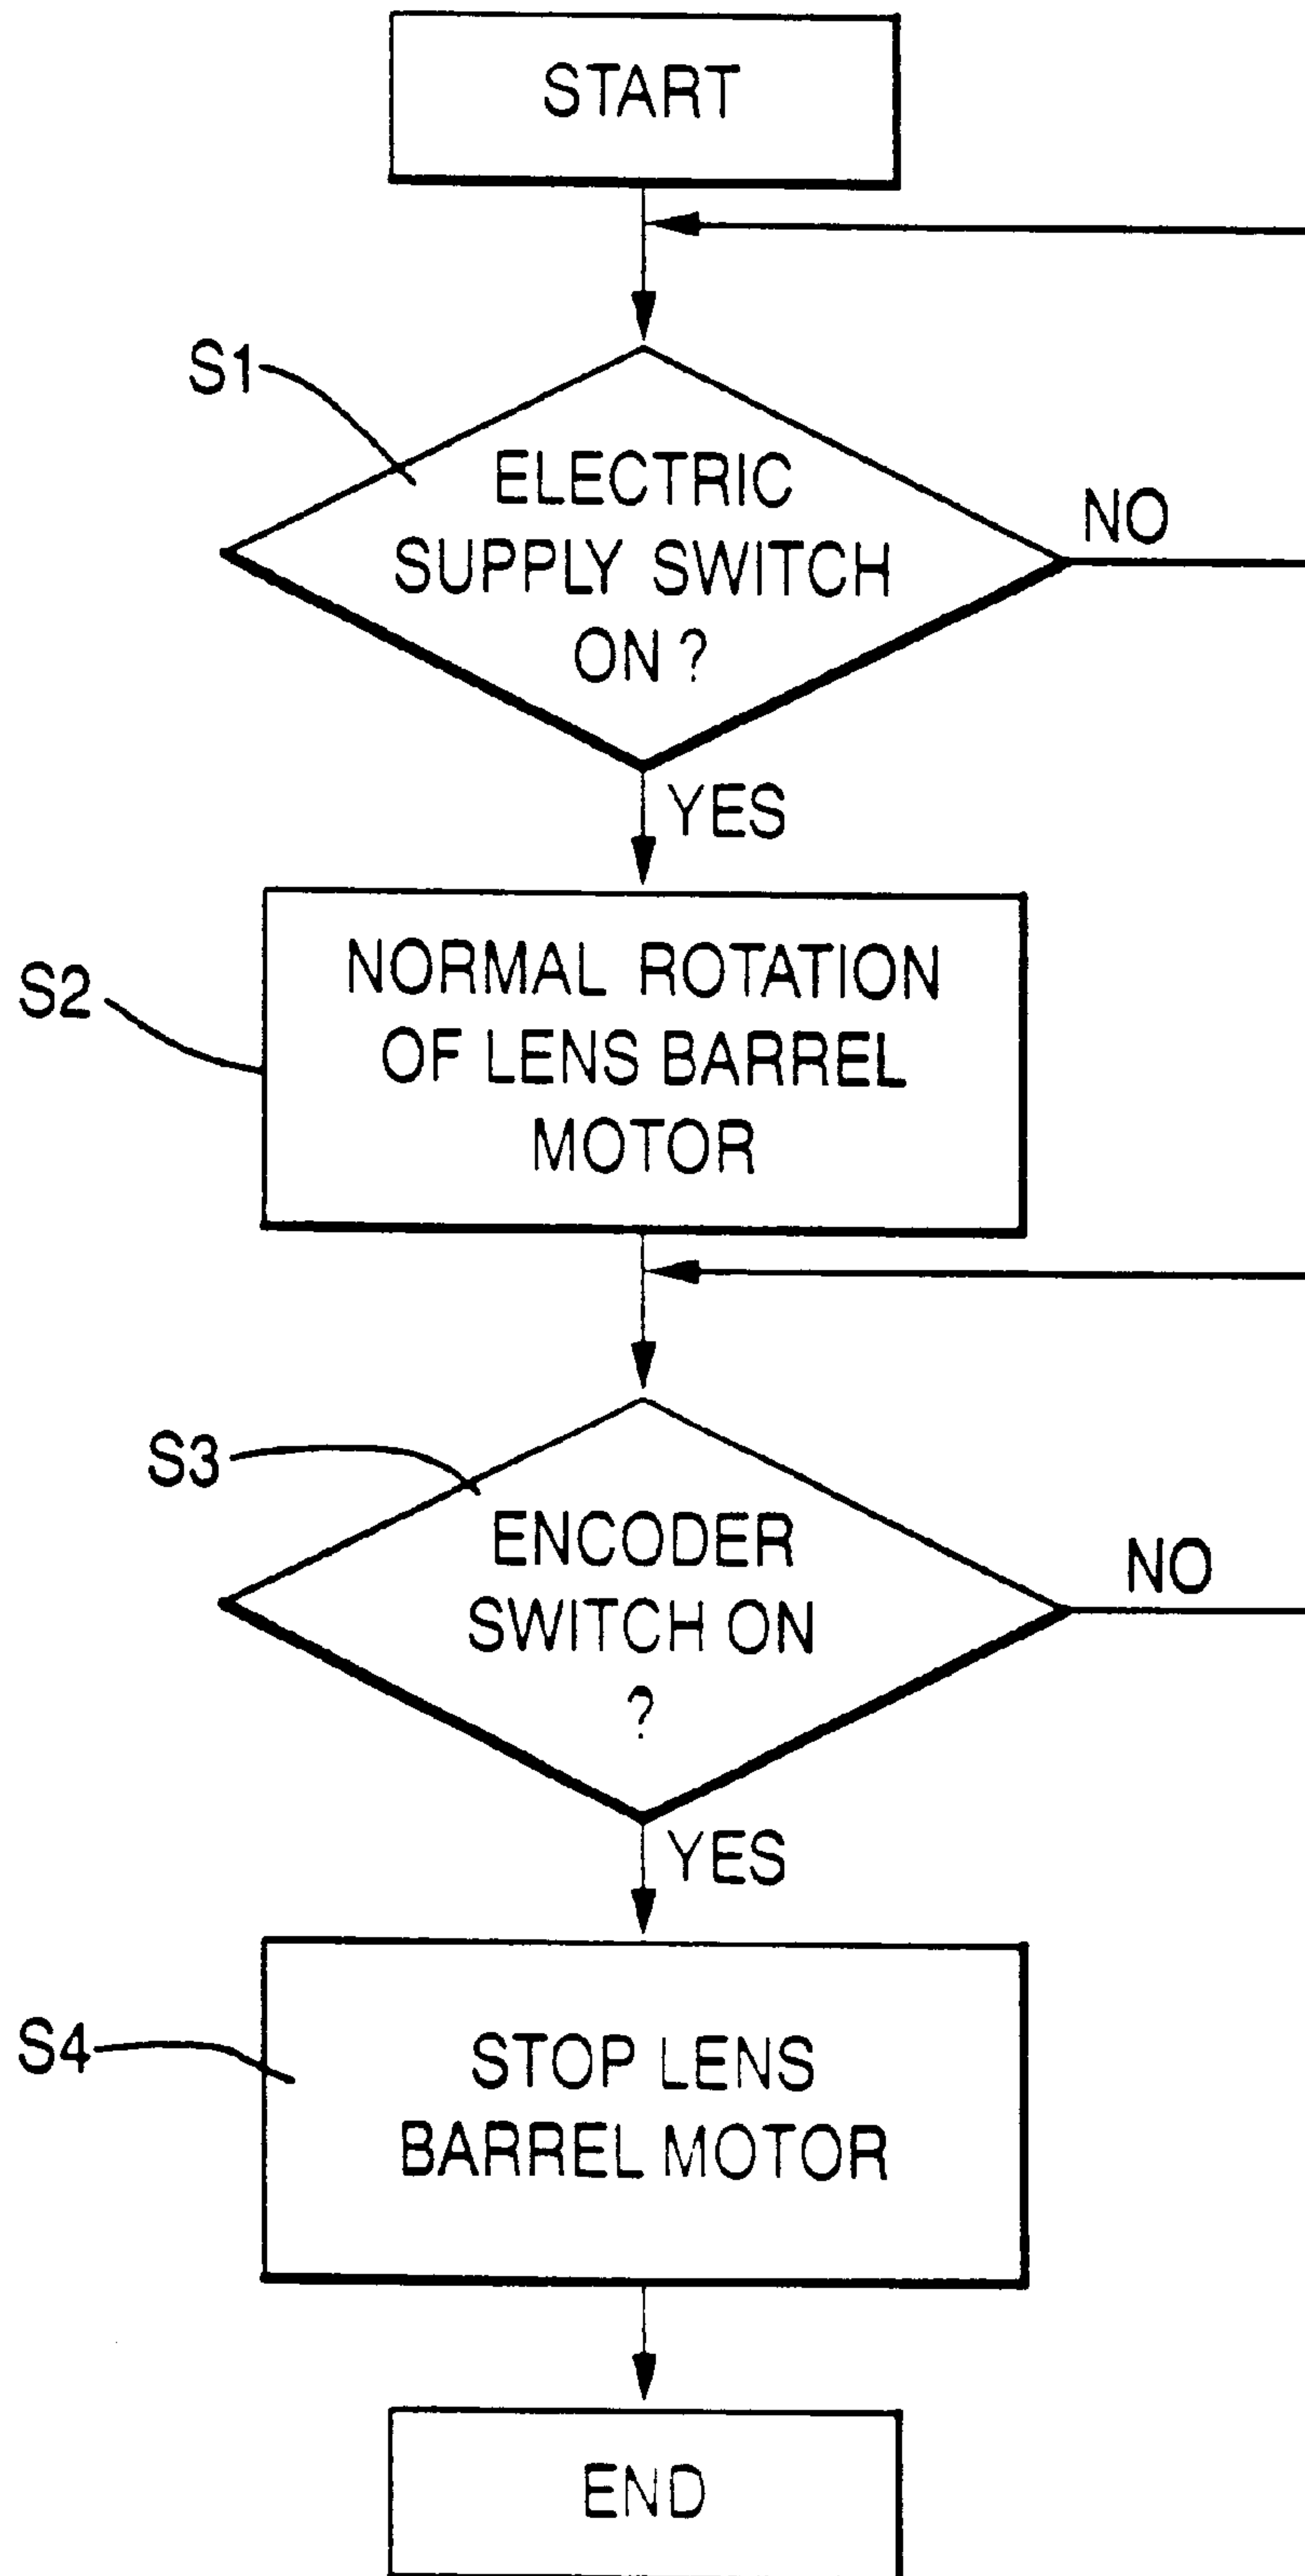 START
S1
ELECTRIC
SUPPLY SWITCH
ON ?
NO
YES
S2
NORMAL ROTATION
OF LENS BARREL
MOTOR
S3
ENCODER
SWITCH ON
?
NO
YES
S4
STOP LENS
BARREL MOTOR
END